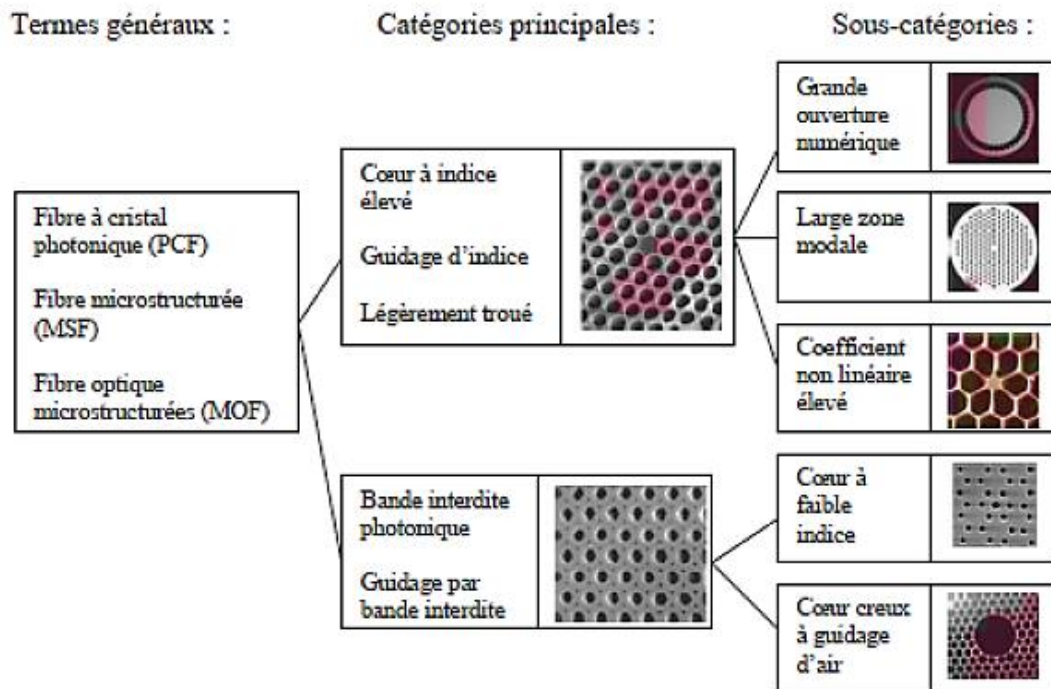 Termes généraux :
Catégories principales :
Sous-catégories :
Fibre à cristal
photonique (PCF)
Fibre microstructurée
(MSF)
Fibre optique
microstructurées (MOF)
Cœur à indice
élevé
Guidage d’indice
Légèrement troué
Bande interdite
photonique
Guidage par
bande interdite
Grande
ouverture
numérique
Large zone
modale
Coefficient
non linéaire
élevé
Cœur à
faible
indice
Cœur creux
à guidage
d’air